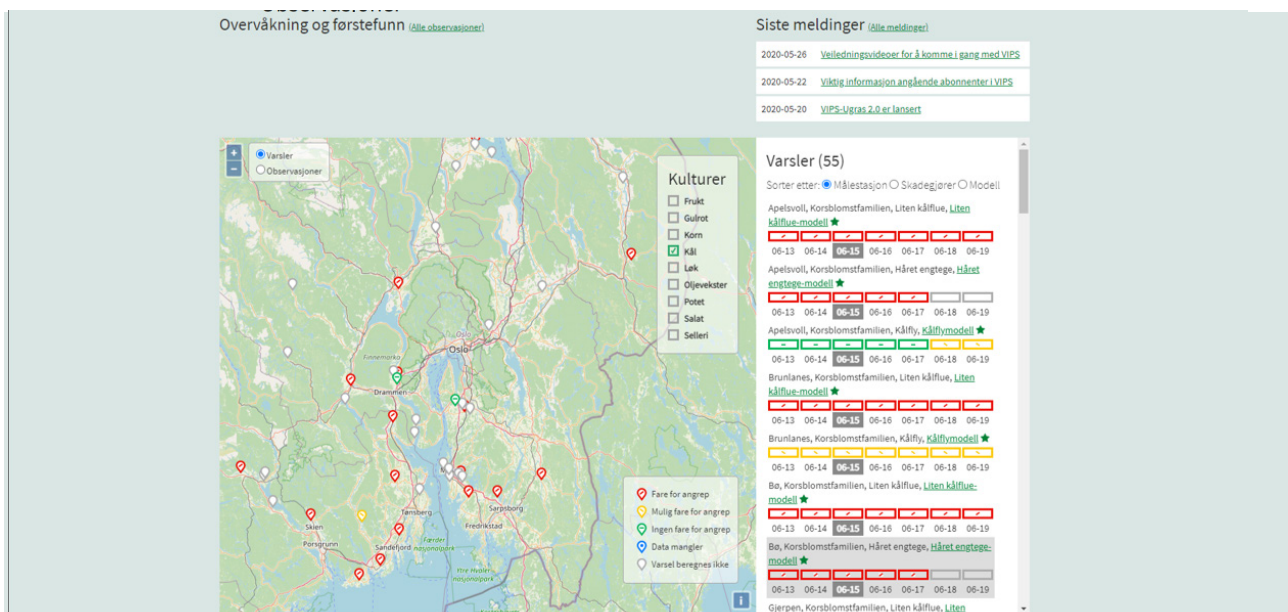 Observasjoner
Overvåkning og førstefunn (Alle observasjoner)
Siste meldinger (Alle meldinger)
2020-05-26 Veiledningsvideoer for å komme i gang med VIPS
2020-05-22 Viktig informasjon angående abonnenter i VIPS
2020-05-20 VIPS-Ugras 2.0 er lansert
+
−
Varsler
Observasjoner
Kulturer
Frukt
Gulrot
Korn
Kål
Løk
Oljevekster
Potet
Salat
Selleri
Oslo
Oslo
Finnemarka
Drammen
Tønsberg
Sarpsborg
Fredrikstad
Skien
Porsgrunn
Sandefjord
Færder
nasjonalpark
Ytre Hvaler
nasjonalpark
Fare for angrep
Mulig fare for angrep
Ingen fare for angrep
Data mangler
Varsel beregnes ikke
i
Varsler (55)
Sorter etter: Målestasjon Skadegjører Modell
Apelsvoll, Korsblomstfamilien, Liten kålflue, Liten
kålflue-modell
06-13 06-14 06-15 06-16 06-17 06-18 06-19
Apelsvoll, Korsblomstfamilien, Håret engtege, Håret
engtege-modell
06-13 06-14 06-15 06-16 06-17 06-18 06-19
Apelsvoll, Korsblomstfamilien, Kålfly, Kålflymodell
06-13 06-14 06-15 06-16 06-17 06-18 06-19
Brunlanes, Korsblomstfamilien, Liten kålflue, Liten
kålflue-modell
06-13 06-14 06-15 06-16 06-17 06-18 06-19
Brunlanes, Korsblomstfamilien, Kålfly, Kålflymodell
06-13 06-14 06-15 06-16 06-17 06-18 06-19
Bø, Korsblomstfamilien, Liten kålflue, Liten kålflue-
modell
06-13 06-14 06-15 06-16 06-17 06-18 06-19
Bø, Korsblomstfamilien, Håret engtege, Håret engtege-
modell
06-13 06-14 06-15 06-16 06-17 06-18 06-19
Gjerpen, Korsblomstfamilien, Liten kålflue, Liten